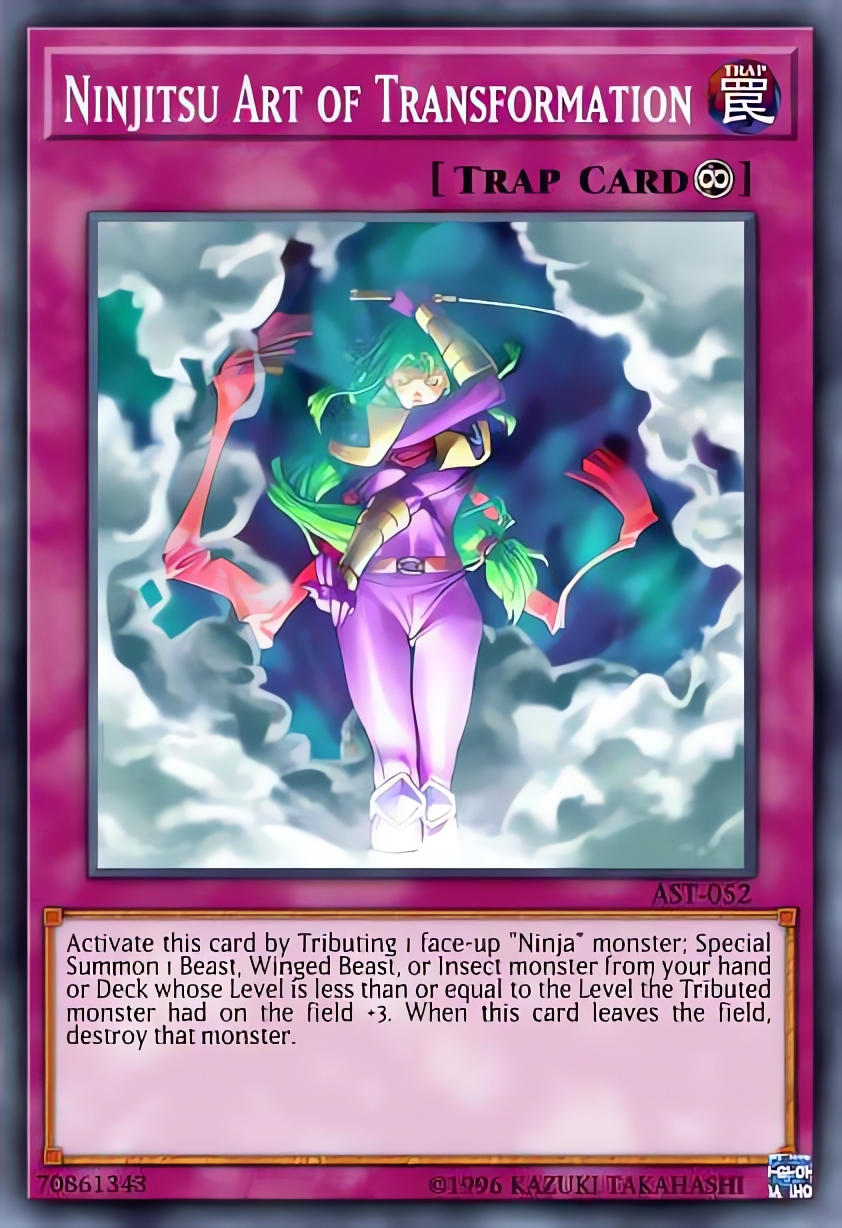 NINJITSU ART OF TRANSFORMATION
TRAP
罠
[TRAP CARD]
AST-052
Activate this card by Tributing 1 face-up "Ninja" monster; Special
Summon 1 Beast, Winged Beast, or Insect monster from your hand
or Deck whose Level is less than or equal to the Level the Tributed
monster had on the field +3. When this card leaves the field,
destroy that monster.
70861343
©1996 KAZUKI TAKAHASHI